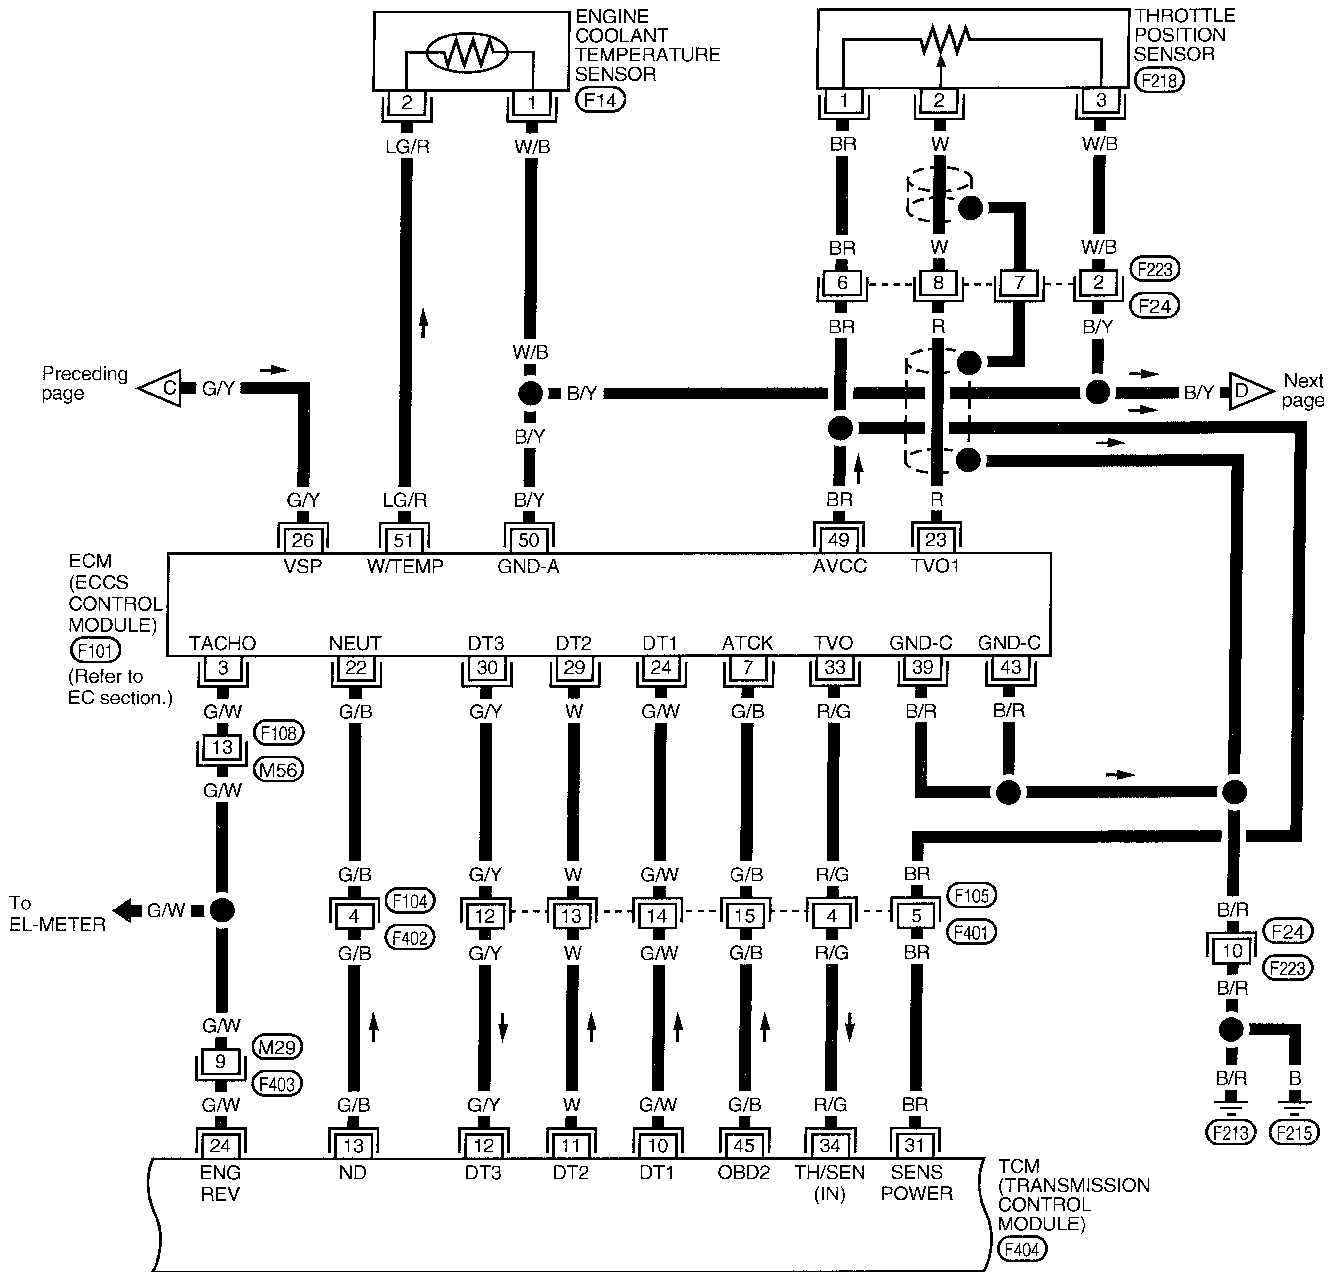 ENGINE
COOLANT
TEMPERATURE
SENSOR
F14
THROTTLE
POSITION
SENSOR
F218
2
1
1
2
3
LG/R
W/B
BR
W
W/B
BR
W
W/B
6
8
7
2
F223
F24
BR
R
B/Y
W/B
Preceding
page
C
G/Y
B/Y
B/Y
D
Next
page
B/Y
G/Y
LG/R
B/Y
BR
R
26
51
50
49
23
VSP
W/TEMP
GND-A
AVCC
TVO1
ECM
(ECCS
CONTROL
MODULE)
F101
(Refer to
EC section.)
TACHO
NEUT
DT3
DT2
DT1
ATCK
TVO
GND-C
GND-C
3
22
30
29
24
7
33
39
43
G/W
G/B
G/Y
W
G/W
G/B
R/G
B/R
B/R
13
F108
M56
G/W
G/B
G/Y
W
G/W
G/B
R/G
BR
To
EL-METER
G/W
4
F104
F402
12
13
14
15
4
5
F105
F401
B/R
10
F24
F223
B/R
G/B
G/Y
W
G/W
G/B
R/G
BR
G/W
9
M29
F403
G/W
G/B
G/Y
W
G/W
G/B
R/G
BR
B/R
B
F213
F215
24
13
12
11
10
45
34
31
ENG
REV
ND
DT3
DT2
DT1
OBD2
TH/SEN
(IN)
SENS
POWER
TCM
(TRANSMISSION
CONTROL
MODULE)
F404